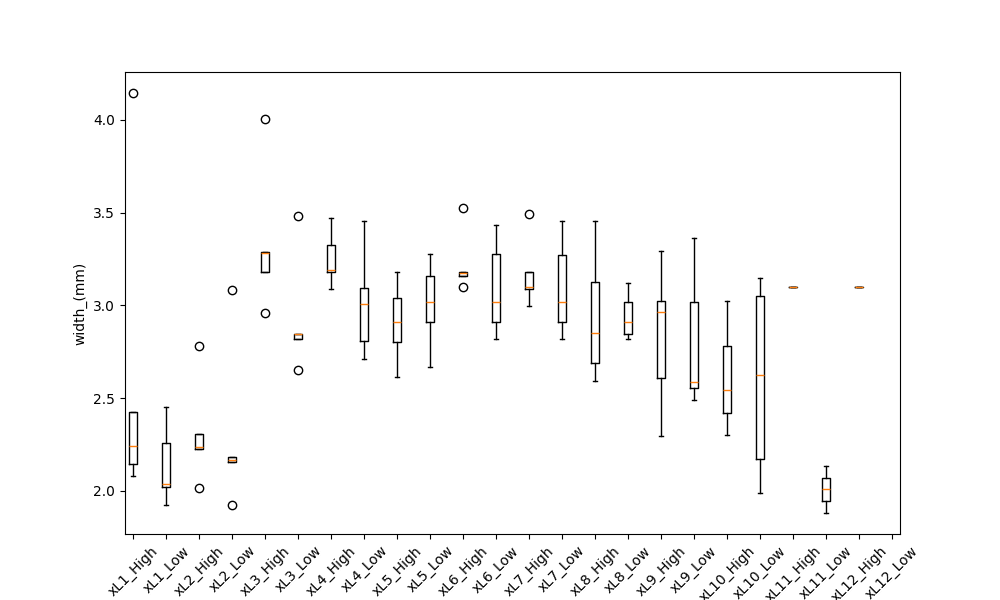 4.0
3.5
3.0
2.5
2.0
width_(mm)
xL1_High
xL1_Low
xL2_High
xL2_Low
xL3_High
xL3_Low
xL4_High
xL4_Low
xL5_High
xL5_Low
xL6_High
xL6_Low
xL7_High
xL7_Low
xL8_High
xL8_Low
xL9_High
xL9_Low
xL10_High
xL10_Low
xL11_High
xL11_Low
xL12_High
xL12_Low